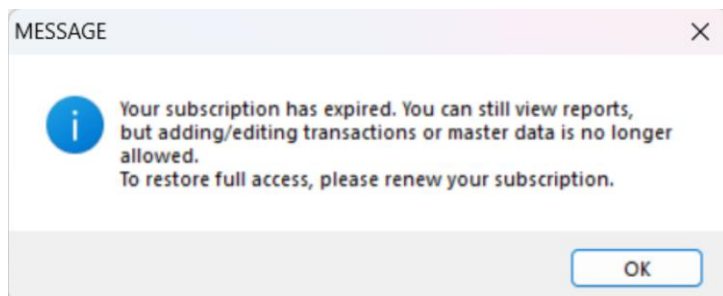 MESSAGE
Your subscription has expired. You can still view reports,
but adding/editing transactions or master data is no longer
allowed.
To restore full access, please renew your subscription.
OK